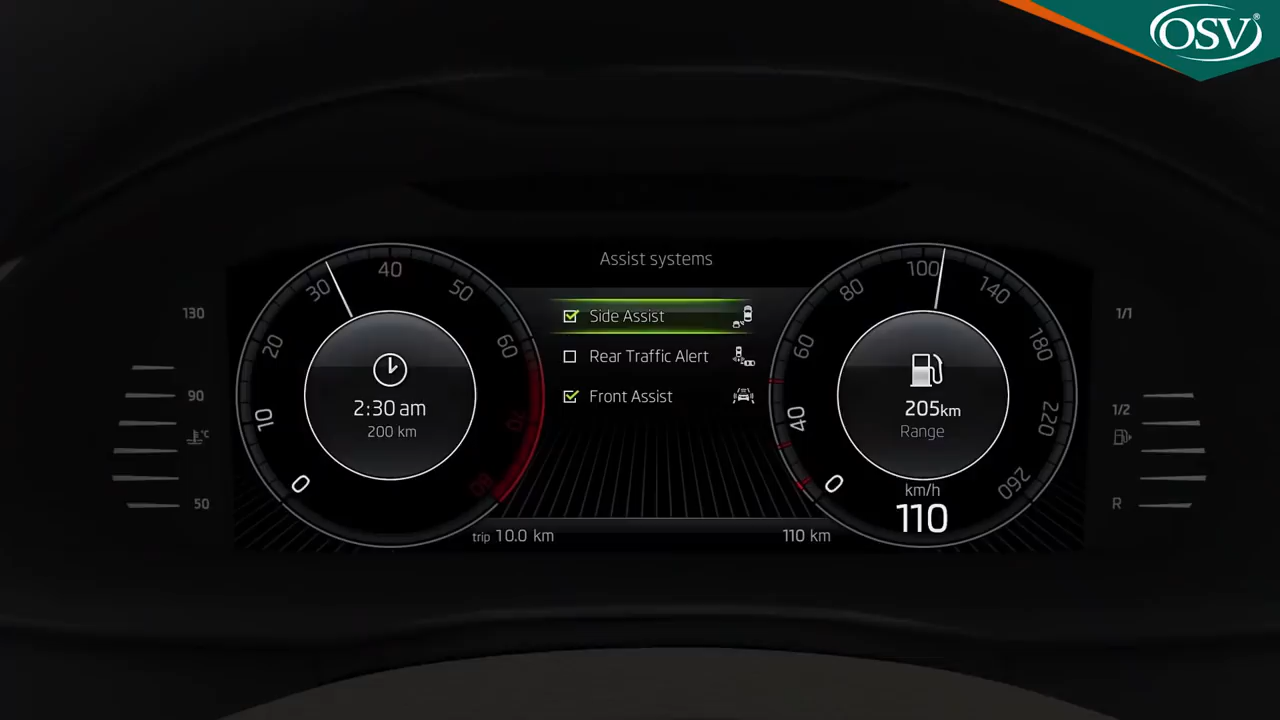 OSV®
Assist systems
Side Assist
Rear Traffic Alert
Front Assist
0
10
20
30
40
50
60
70
80
2:30 am
200 km
0
40
60
80
100
140
180
220
260
205km
Range
km/h
110
trip 10.0 km
110 km
130
90
°C
50
1/1
1/2
R